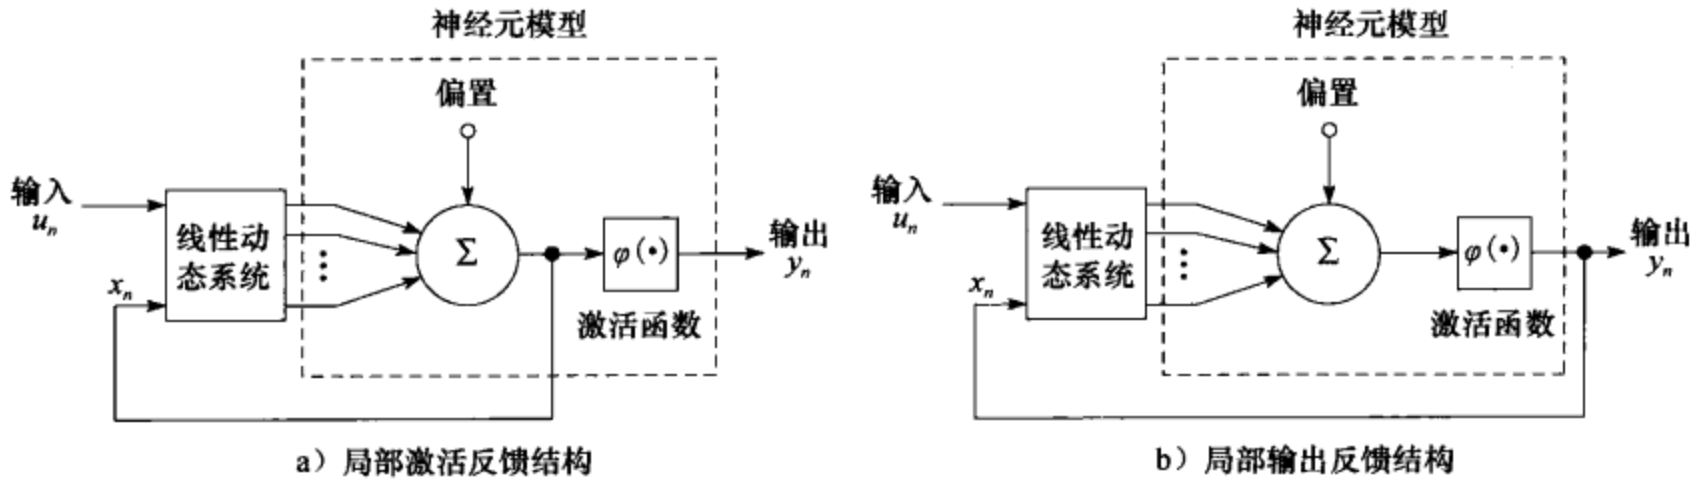 神经元模型
偏置
输入
u_n
线性动
态系统
x_n
Σ
φ(•)
激活函数
输出
y_n
a）局部激活反馈结构
神经元模型
偏置
输入
u_n
线性动
态系统
x_n
Σ
φ(•)
激活函数
输出
y_n
b）局部输出反馈结构